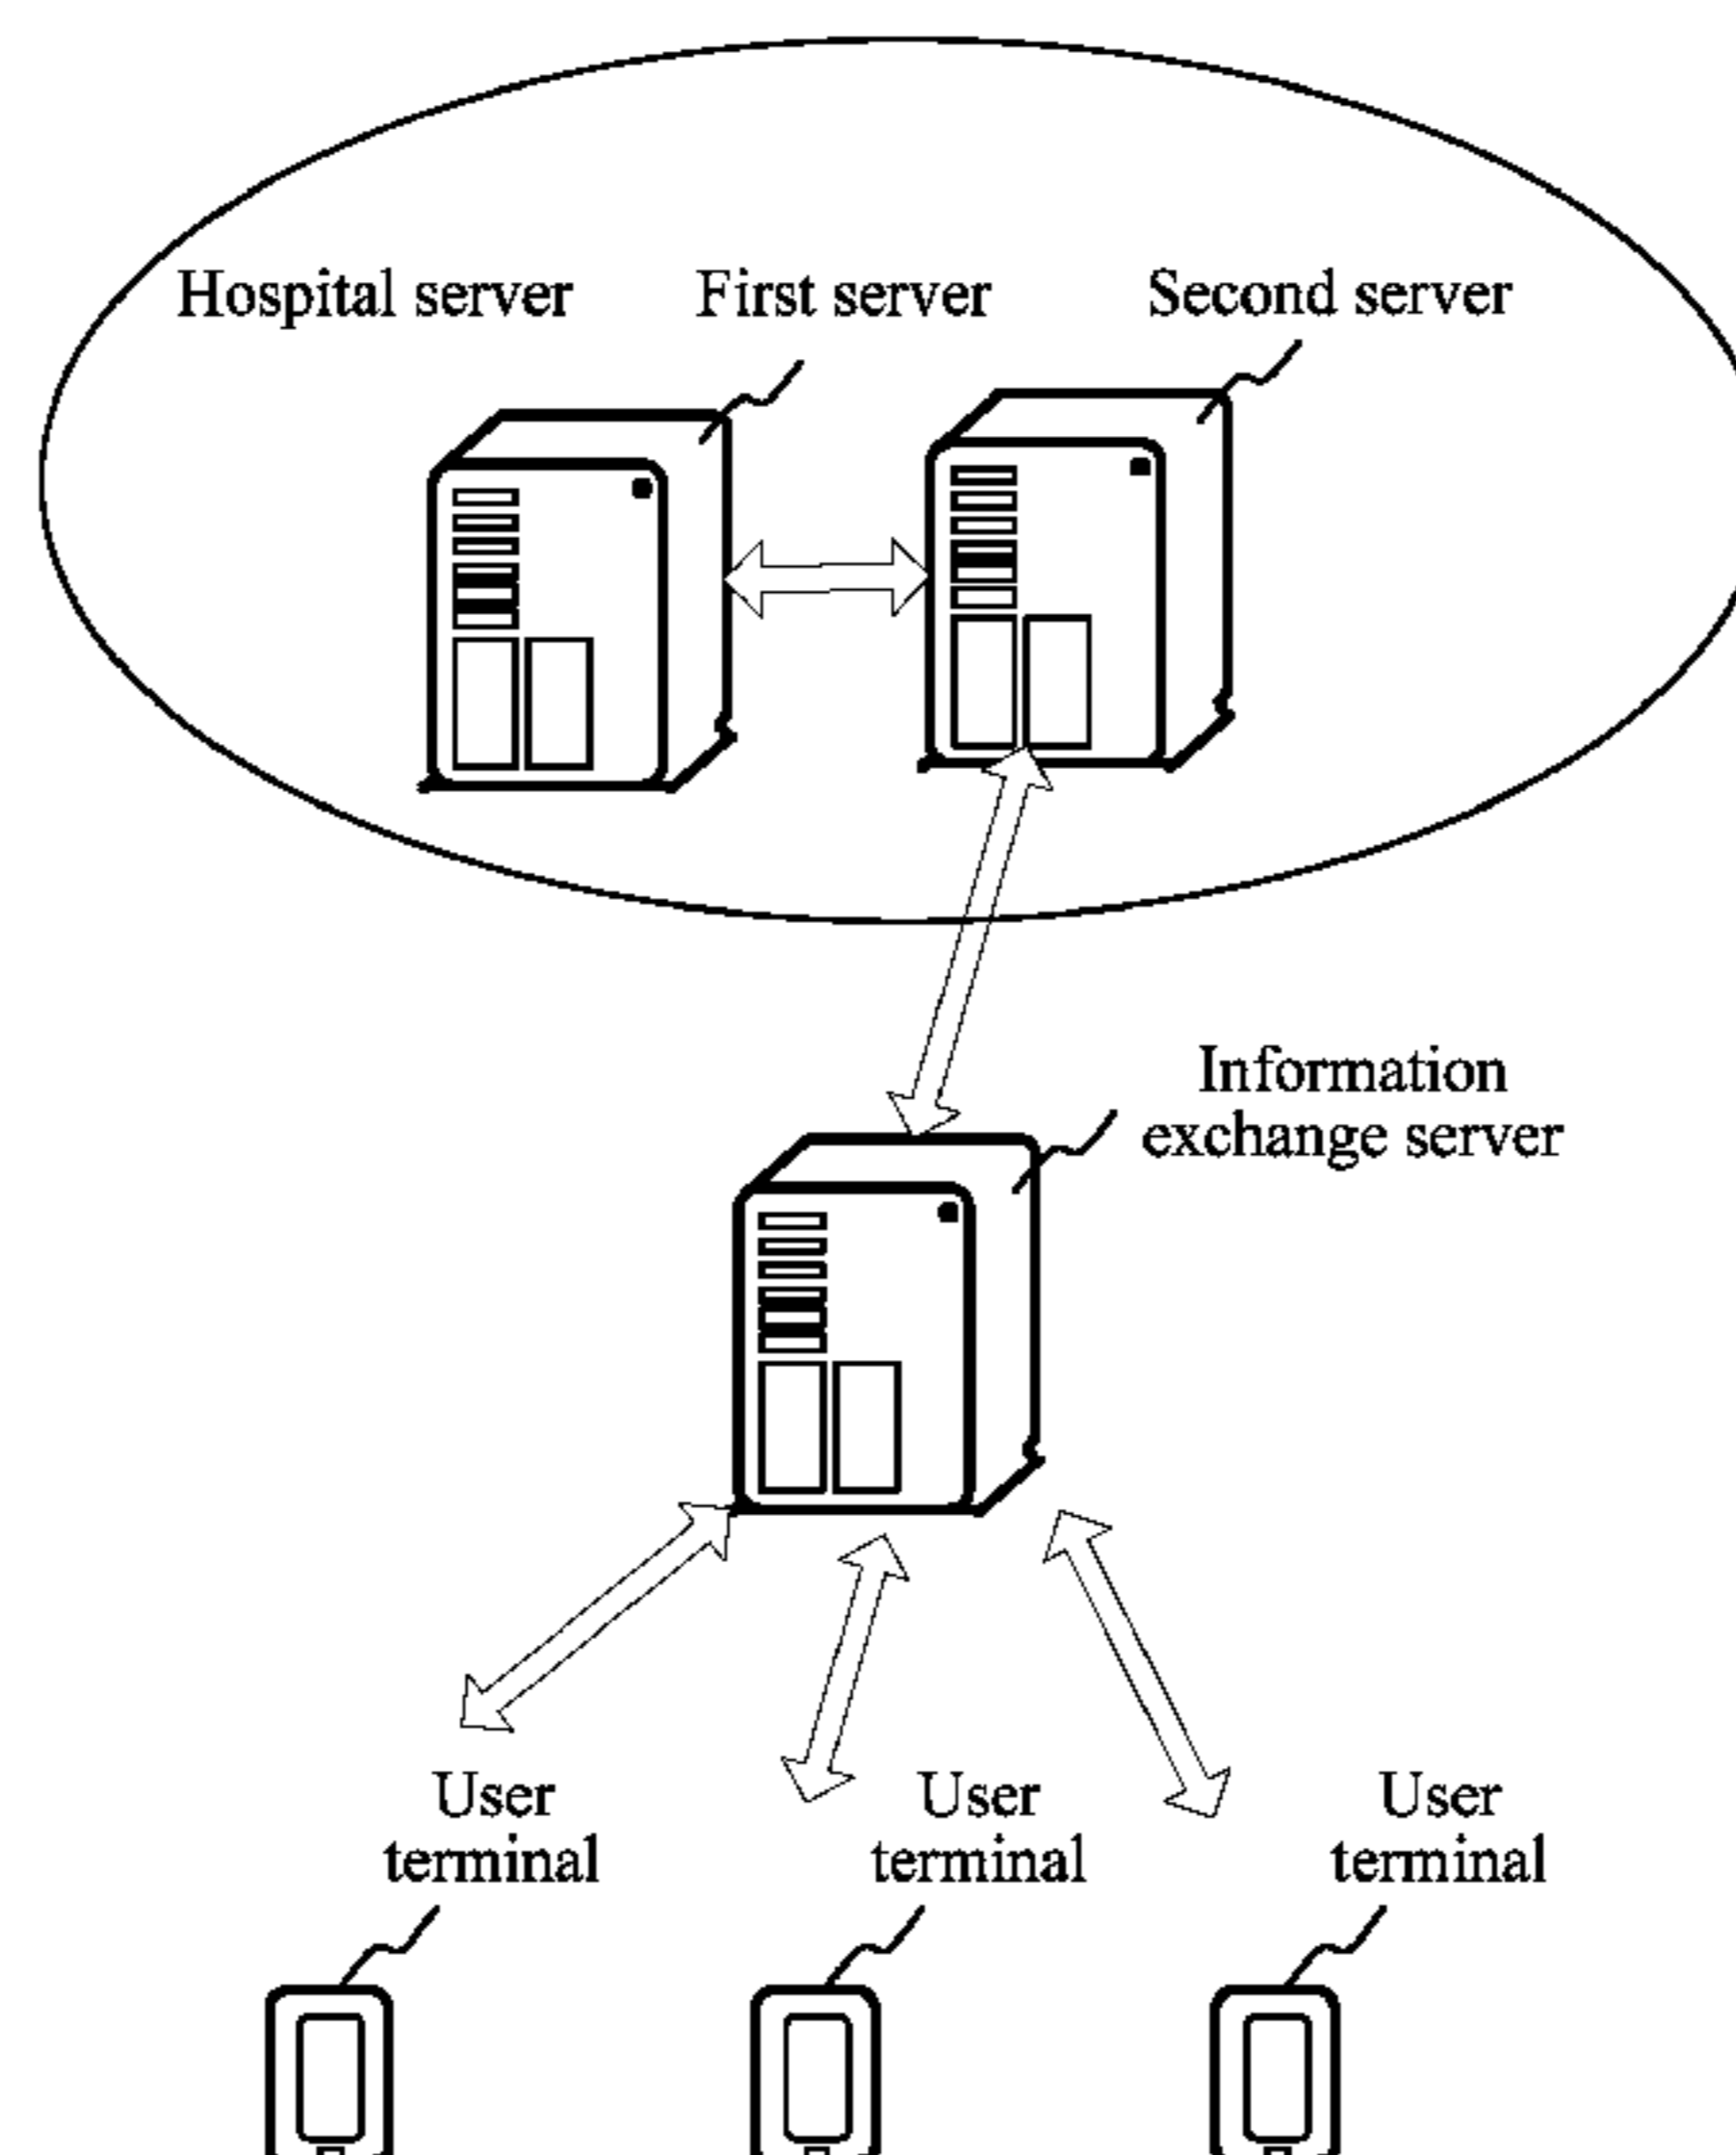 Hospital server
First server
Second server
Information
exchange server
User
terminal
User
terminal
User
terminal